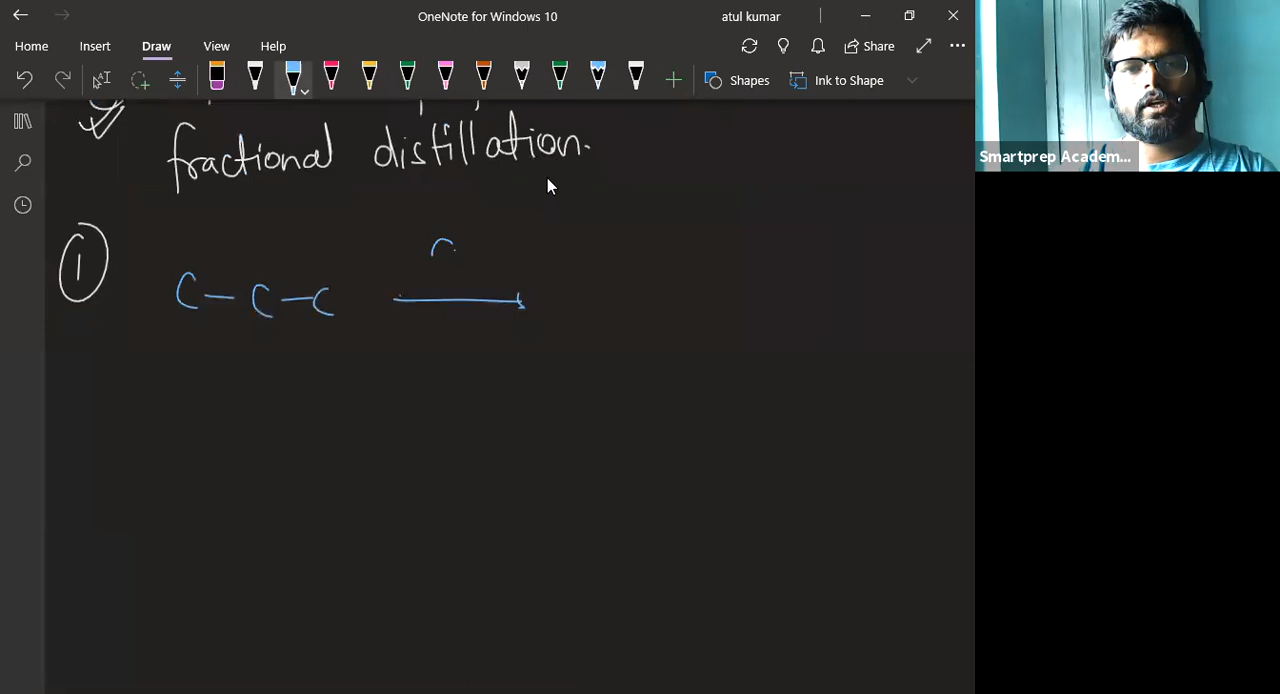 OneNote for Windows 10
atul kumar
Home Insert Draw View Help
Share
Shapes Ink to Shape
fractional distillation.
Smartprep Academ...
1
C - C - C